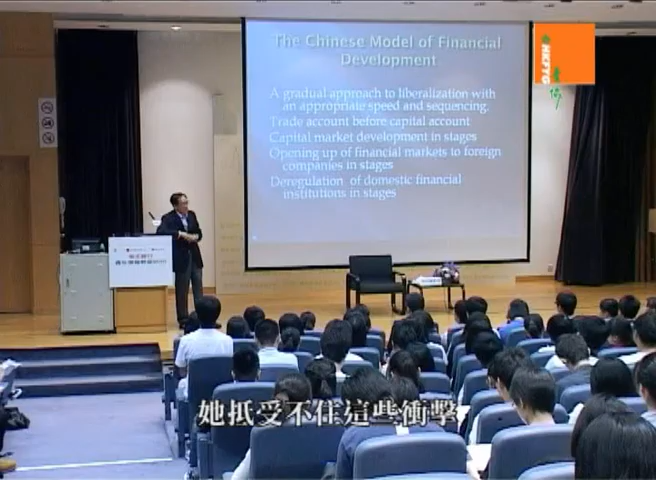 The Chinese Model of Financial
Development
A gradual approach to liberalization with
an appropriate speed and sequencing.
Trade account before capital account
Capital market development in stages
Opening up of financial markets to foreign
companies in stages
Deregulation of domestic financial
institutions in stages
HKFYG
她抵受不住這些衝擊